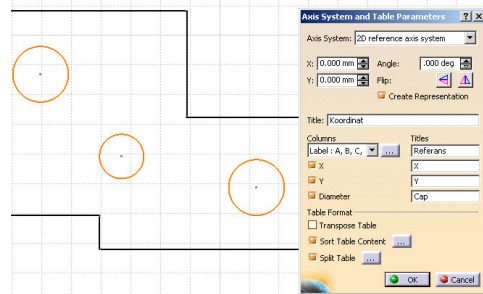 Axis System and Table Parameters
Axis System: 2D reference axis system
X: 0.000 mm Angle: .000 deg
Y: 0.000 mm Flip:
Create Representation
Title: Koordinat
Columns Titles
Label : A, B, C, ... Referans
X X
Y Y
Diameter Cap
Table Format
Transpose Table
Sort Table Content ...
Split Table ...
OK Cancel